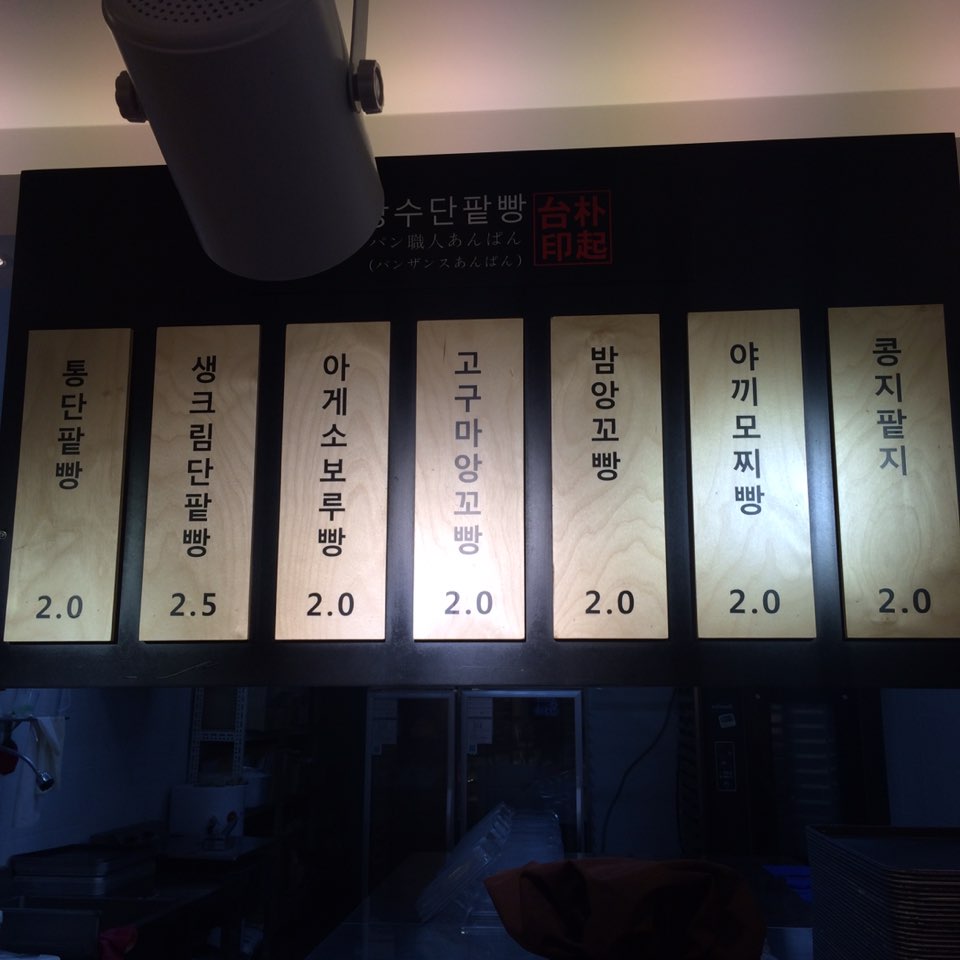 수단팥빵
パン職人あんぱん
(パンザンスあんぱん)
台朴
印起
통단팥빵
2.0
생크림단팥빵
2.5
아게소보루빵
2.0
고구마앙꼬빵
2.0
밤앙꼬빵
2.0
야끼모찌빵
2.0
콩지팥지
2.0